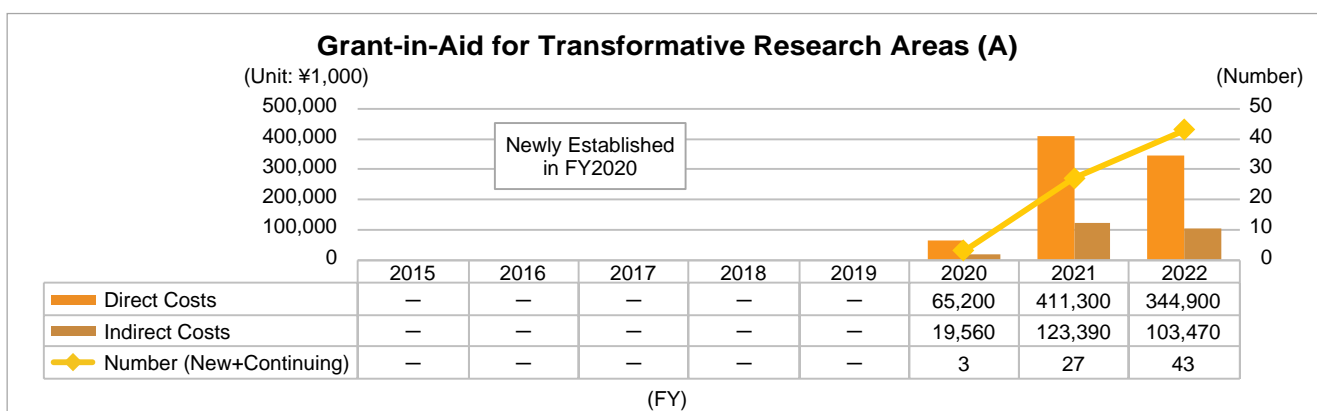 Grant-in-Aid for Transformative Research Areas (A)
(Unit: ¥1,000) (Number)
500,000 50
400,000 40
300,000 30
200,000 20
100,000 10
0 0
Newly Established
in FY2020
2015 2016 2017 2018 2019 2020 2021 2022
Direct Costs － － － － － 65,200 411,300 344,900
Indirect Costs － － － － － 19,560 123,390 103,470
Number (New+Continuing) － － － － － 3 27 43
(FY)